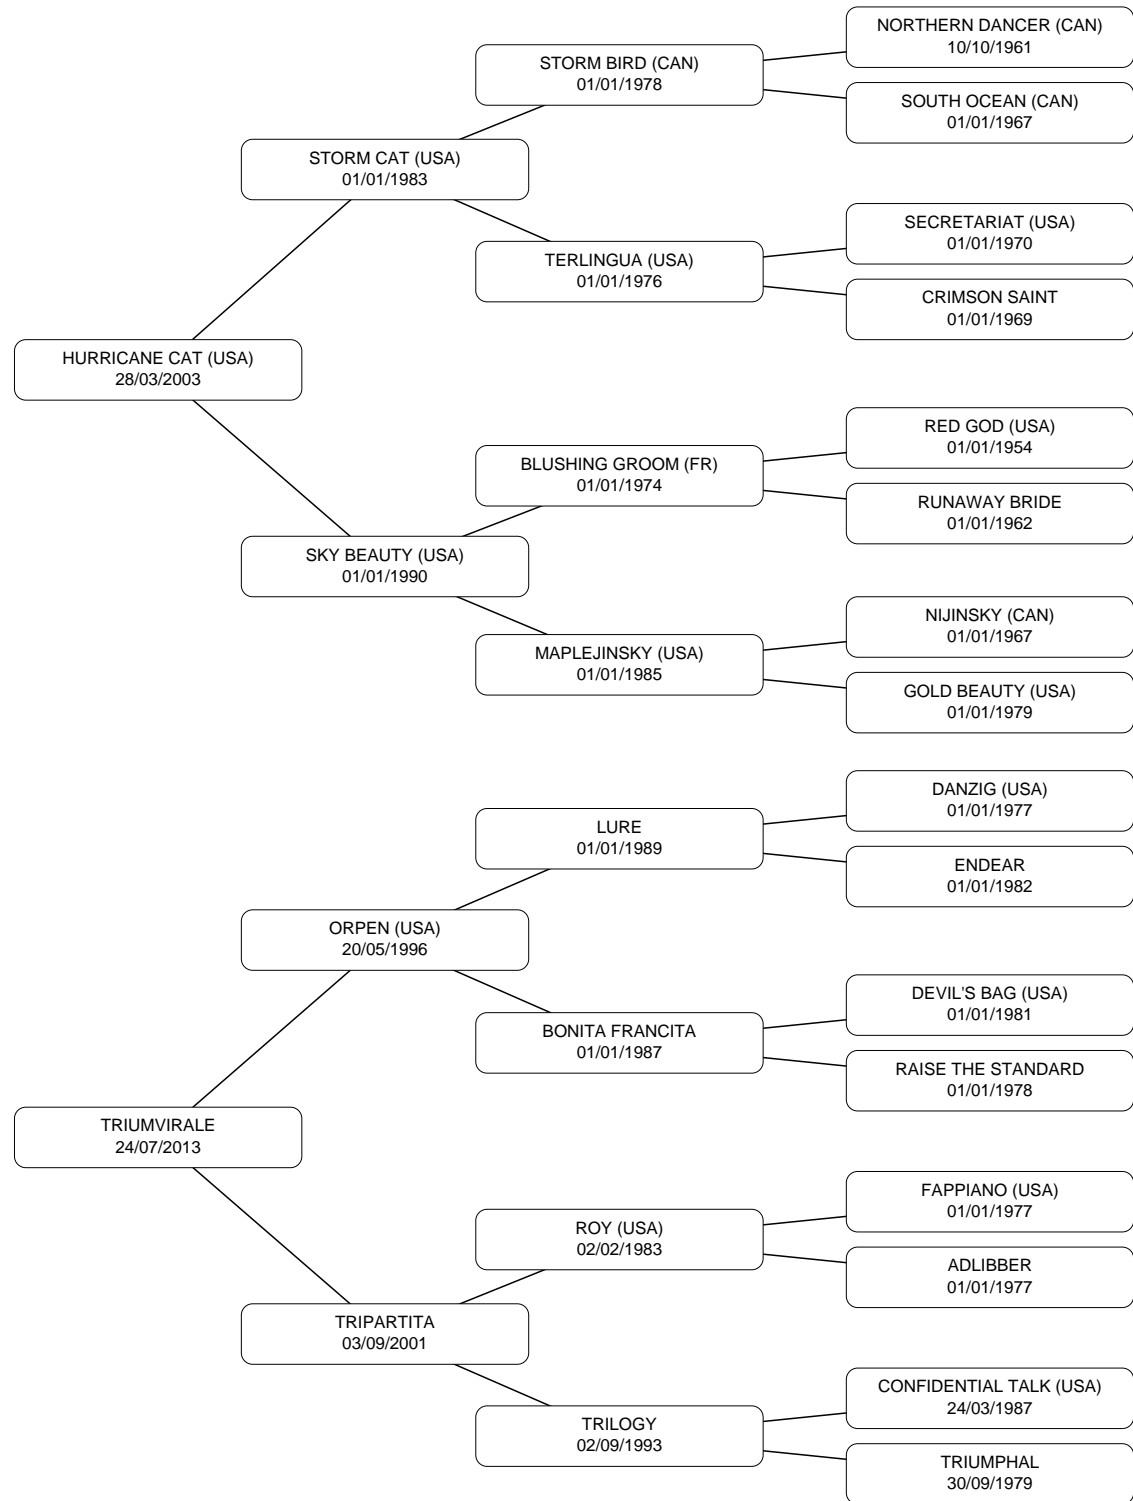 NORTHERN DANCER (CAN)
10/10/1961
STORM BIRD (CAN)
01/01/1978
SOUTH OCEAN (CAN)
01/01/1967
STORM CAT (USA)
01/01/1983
SECRETARIAT (USA)
01/01/1970
TERLINGUA (USA)
01/01/1976
CRIMSON SAINT
01/01/1969
HURRICANE CAT (USA)
28/03/2003
RED GOD (USA)
01/01/1954
BLUSHING GROOM (FR)
01/01/1974
RUNAWAY BRIDE
01/01/1962
SKY BEAUTY (USA)
01/01/1990
NIJINSKY (CAN)
01/01/1967
MAPLEJINSKY (USA)
01/01/1985
GOLD BEAUTY (USA)
01/01/1979
DANZIG (USA)
01/01/1977
LURE
01/01/1989
ENDEAR
01/01/1982
ORPEN (USA)
20/05/1996
DEVIL'S BAG (USA)
01/01/1981
BONITA FRANCITA
01/01/1987
RAISE THE STANDARD
01/01/1978
TRIUMVIRALE
24/07/2013
FAPPIANO (USA)
01/01/1977
ROY (USA)
02/02/1983
ADLIBBER
01/01/1977
TRIPARTITA
03/09/2001
CONFIDENTIAL TALK (USA)
24/03/1987
TRILOGY
02/09/1993
TRIUMPHAL
30/09/1979